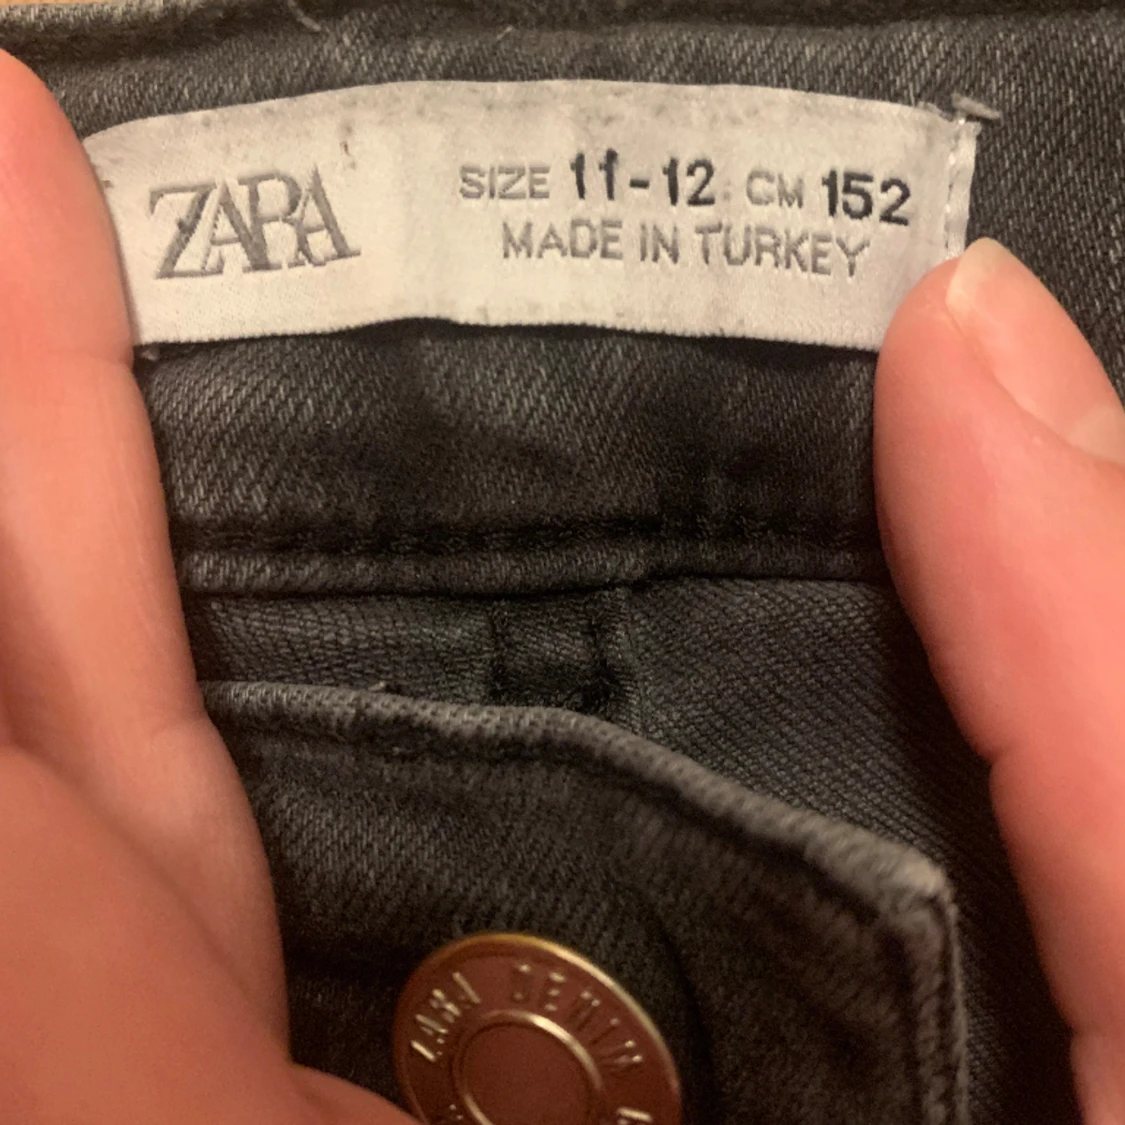 ZARA
SIZE 11-12 CM 152
MADE IN TURKEY
ZARA DENIM